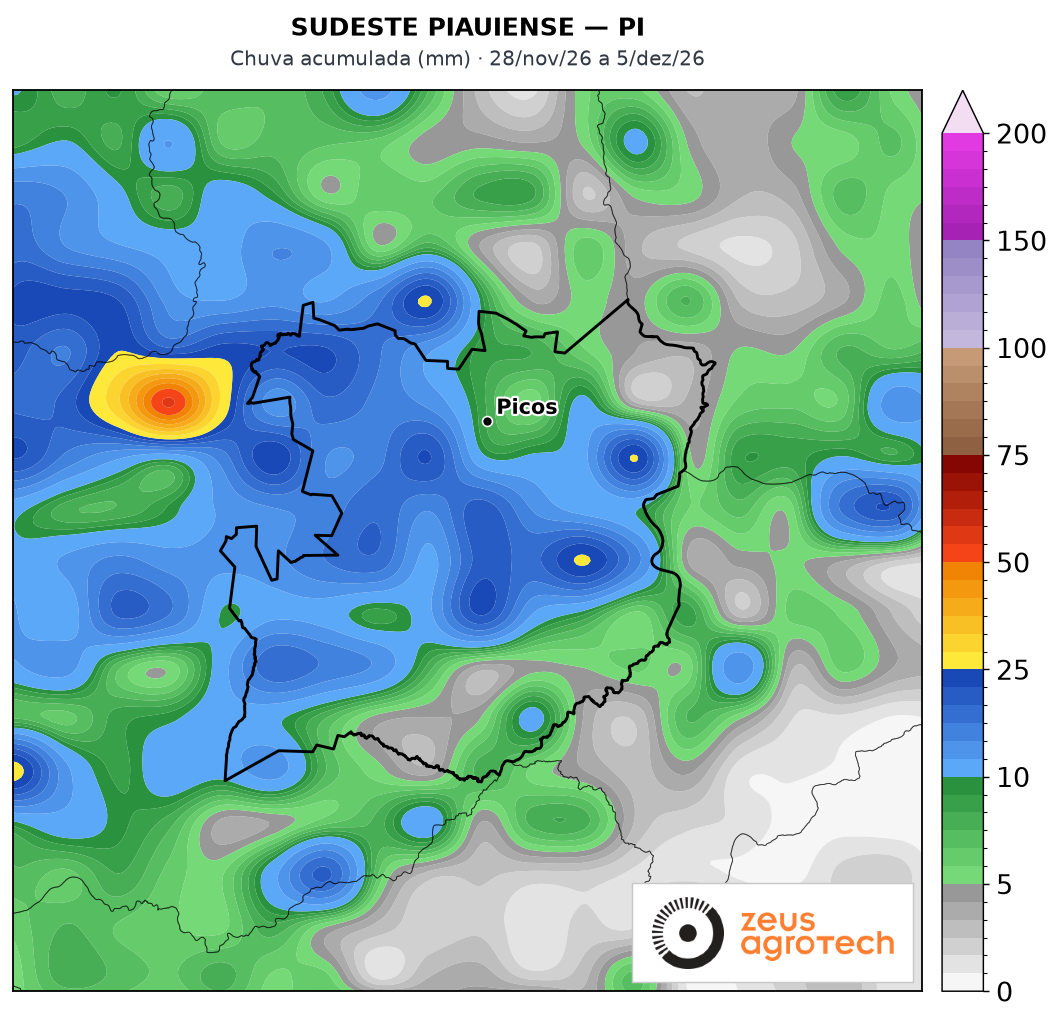 SUDESTE PIAUIENSE — PI
Chuva acumulada (mm) · 28/nov/26 a 5/dez/26
Picos
200
150
100
75
50
25
10
5
0
zeus
agrotech